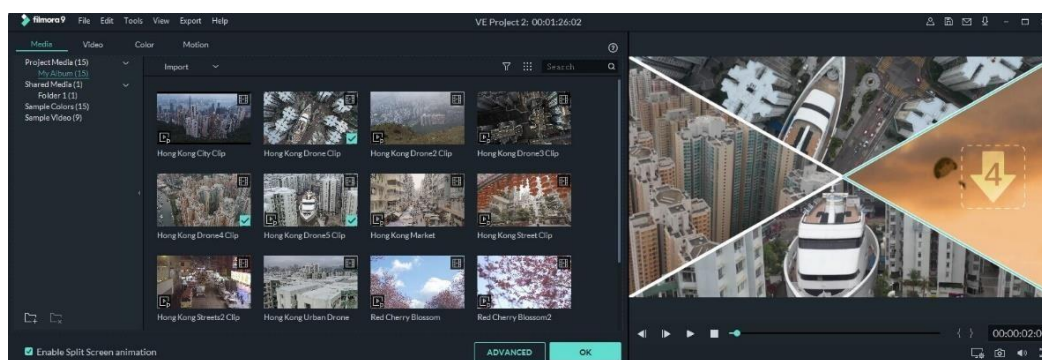 filmora9 File Edit Tools View Export Help VE Project 2: 00:01:26:02
Media Video Color Motion
Project Media (15)
My Album (15)
Shared Media (1)
Folder 1 (1)
Sample Colors (15)
Sample Video (9)
Import Search
Hong Kong City Clip Hong Kong Drone Clip Hong Kong Drone2 Clip Hong Kong Drone3 Clip
Hong Kong Drone4 Clip Hong Kong Drone5 Clip Hong Kong Market Hong Kong Street Clip
Hong Kong Streets2 Clip Hong Kong Urban Drone Red Cherry Blossom Red Cherry Blossom2
4
{ } 00:00:02:0
Enable Split Screen animation ADVANCED OK